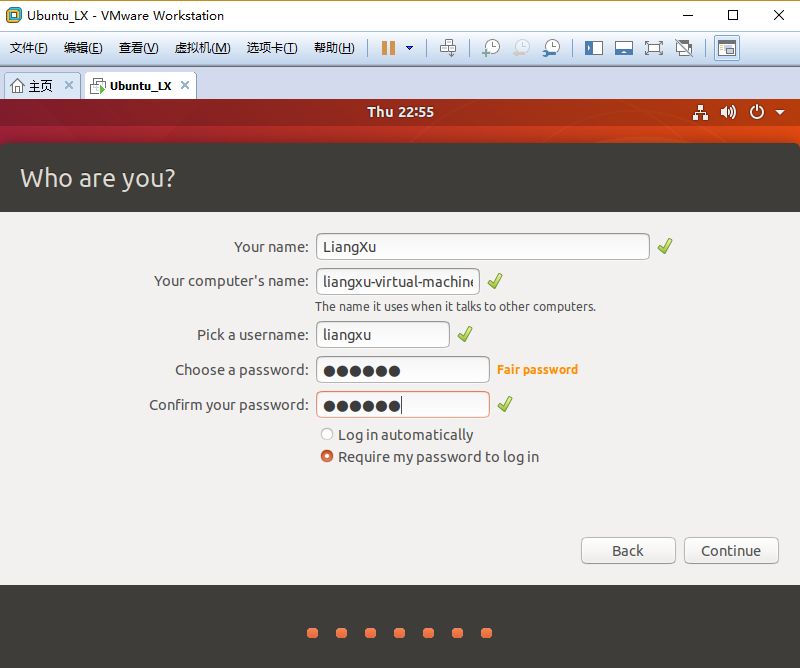 Ubuntu_LX - VMware Workstation
文件(F) 编辑(E) 查看(V) 虚拟机(M) 选项卡(T) 帮助(H)
主页 Ubuntu_LX
Thu 22:55
Who are you?
Your name: LiangXu
Your computer's name: liangxu-virtual-machine
The name it uses when it talks to other computers.
Pick a username: liangxu
Choose a password: ●●●●●● Fair password
Confirm your password: ●●●●●●
Log in automatically
Require my password to log in
Back Continue